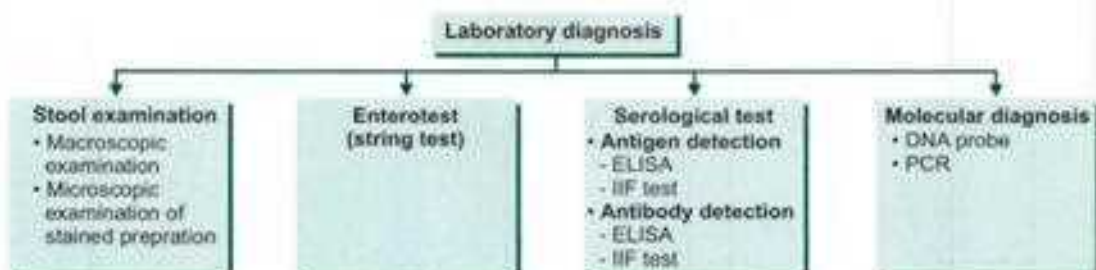 Laboratory diagnosis
Stool examination
• Macroscopic
examination
• Microscopic
examination of
stained prepration
Enterotest
(string test)
Serological test
• Antigen detection
- ELISA
- IIF test
• Antibody detection
- ELISA
- IIF test
Molecular diagnosis
• DNA probe
• PCR